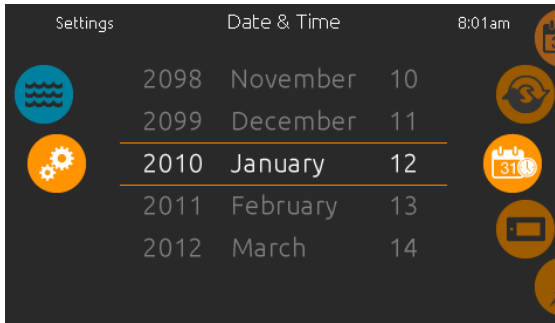 Settings Date & Time 8:01am
2098 November 10
2099 December 11
2010 January 12
31
2011 February 13
2012 March 14